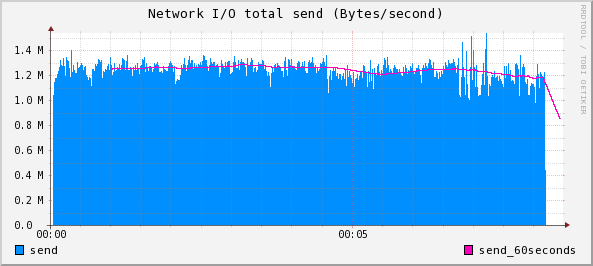 Network I/O total send (Bytes/second)
RRDTOOL / TOBI OETIKER
1.4 M
1.2 M
1.0 M
0.8 M
0.6 M
0.4 M
0.2 M
0.0
00:00 00:05
send send_60seconds